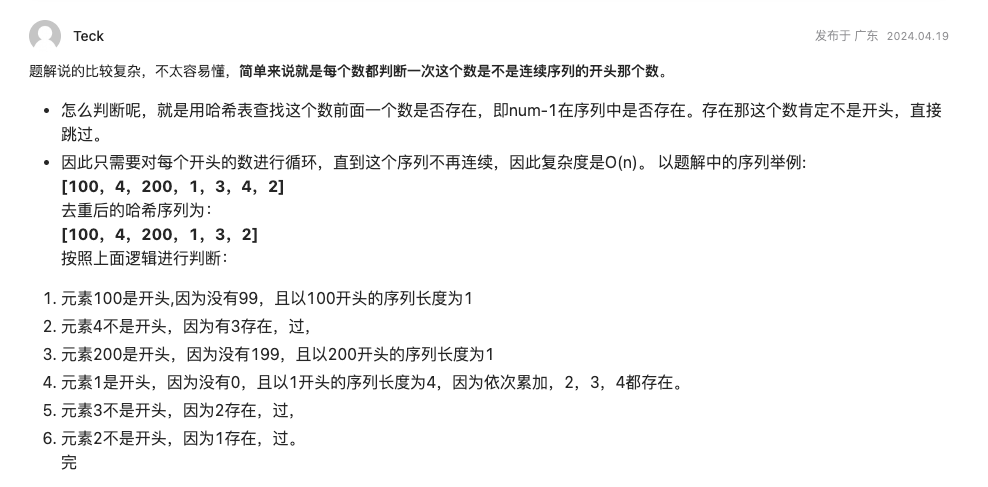 Teck
发布于 广东 2024.04.19
题解说的比较复杂，不太容易懂，简单来说就是每个数都判断一次这个数是不是连续序列的开头那个数。
• 怎么判断呢，就是用哈希表查找这个数前面一个数是否存在，即num-1在序列中是否存在。存在那这个数肯定不是开头，直接
跳过。
• 因此只需要对每个开头的数进行循环，直到这个序列不再连续，因此复杂度是O(n)。 以题解中的序列举例:
[100，4，200，1，3，4，2]
去重后的哈希序列为：
[100，4，200，1，3，2]
按照上面逻辑进行判断：
1. 元素100是开头,因为没有99，且以100开头的序列长度为1
2. 元素4不是开头，因为有3存在，过，
3. 元素200是开头，因为没有199，且以200开头的序列长度为1
4. 元素1是开头，因为没有0，且以1开头的序列长度为4，因为依次累加，2，3，4都存在。
5. 元素3不是开头，因为2存在，过，
6. 元素2不是开头，因为1存在，过。
完